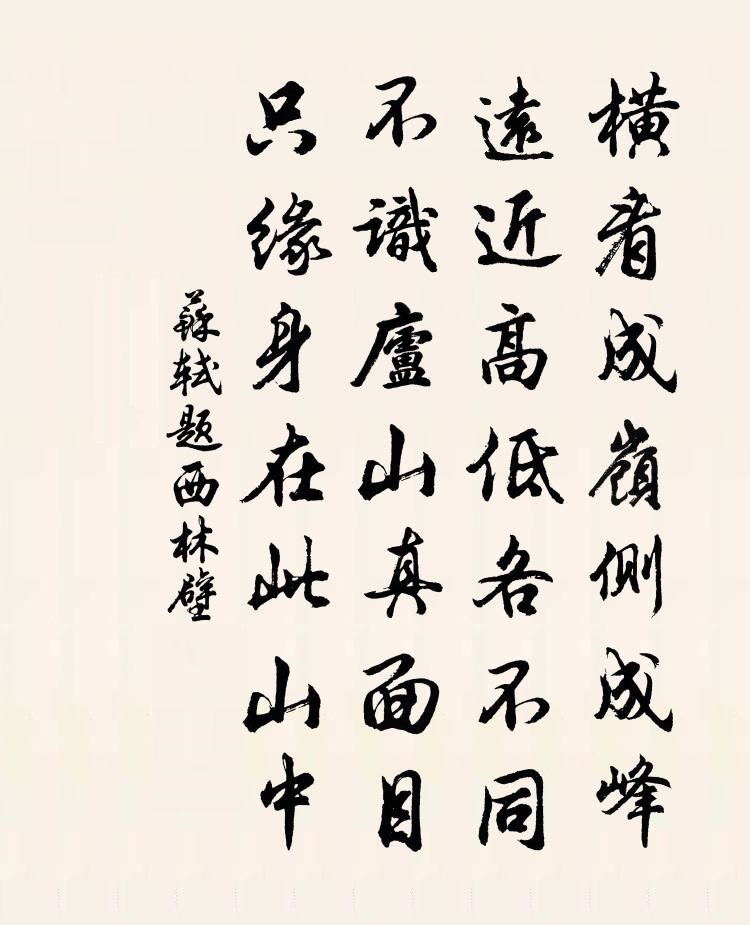 橫看成嶺側成峰
遠近高低各不同
不識廬山真面目
只緣身在此山中
蘇軾題西林壁